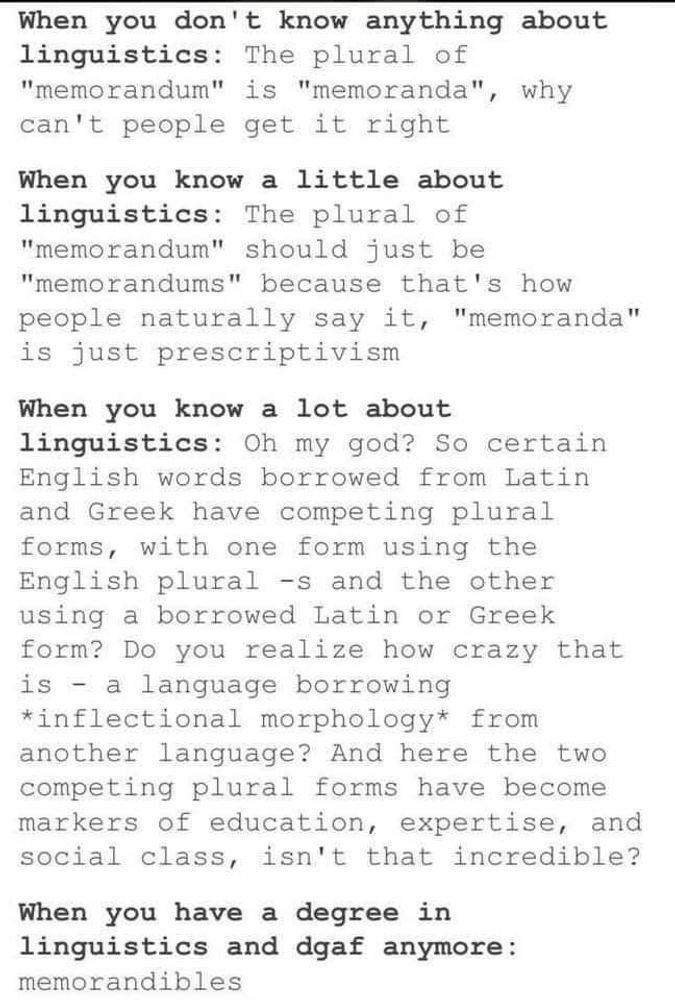 When you don't know anything about
linguistics: The plural of
"memorandum" is "memoranda", why
can't people get it right
When you know a little about
linguistics: The plural of
"memorandum" should just be
"memorandums" because that's how
people naturally say it, "memoranda"
is just prescriptivism
When you know a lot about
linguistics: Oh my god? So certain
English words borrowed from Latin
and Greek have competing plural
forms, with one form using the
English plural -s and the other
using a borrowed Latin or Greek
form? Do you realize how crazy that
is - a language borrowing
*inflectional morphology* from
another language? And here the two
competing plural forms have become
markers of education, expertise, and
social class, isn't that incredible?
When you have a degree in
linguistics and dgaf anymore:
memorandibles